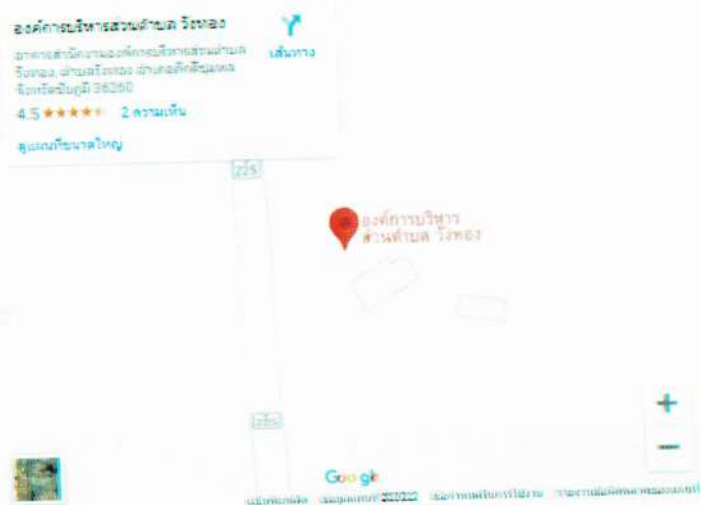 องค์การบริหารส่วนตำบล วังทอง
เส้นทาง
อาคารสำนักงานองค์การบริหารส่วนตำบล
วังทอง, ตำบลวังทอง อำเภอภักดีชุมพล
จังหวัดชัยภูมิ 36260
4.5 2 ความเห็น
ดูแผนที่ขนาดใหญ่
225
องค์การบริหาร
ส่วนตำบล วังทอง
+
−
Google